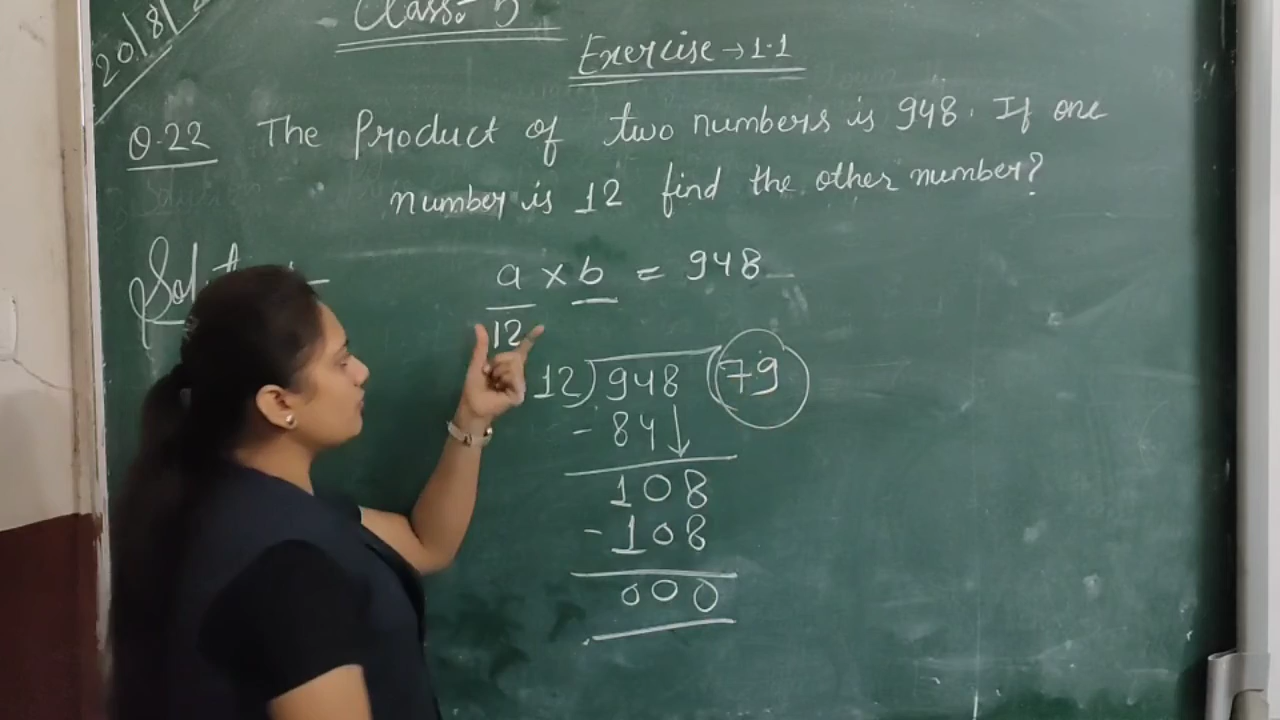 20/8/
Class: 5
Exercise → 1.1
Q.22 The Product of two numbers is 948. If one
number is 12 find the other number?
a × b = 948
12
12)948(79
- 84↓
108
- 108
000